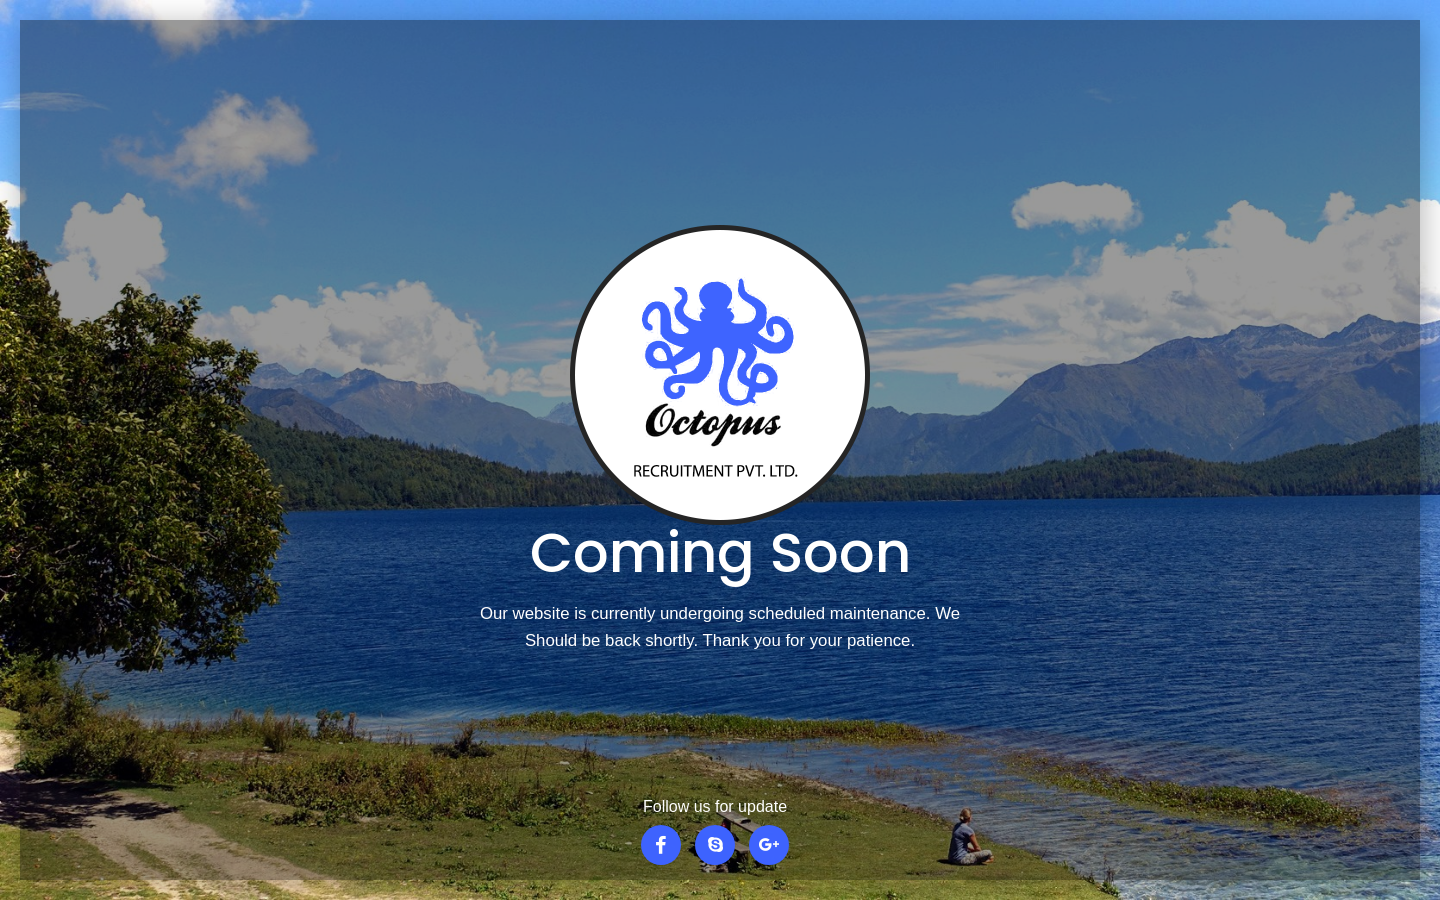 Octopus
RECRUITMENT PVT. LTD.
Coming Soon
Our website is currently undergoing scheduled maintenance. We
Should be back shortly. Thank you for your patience.
Follow us for update